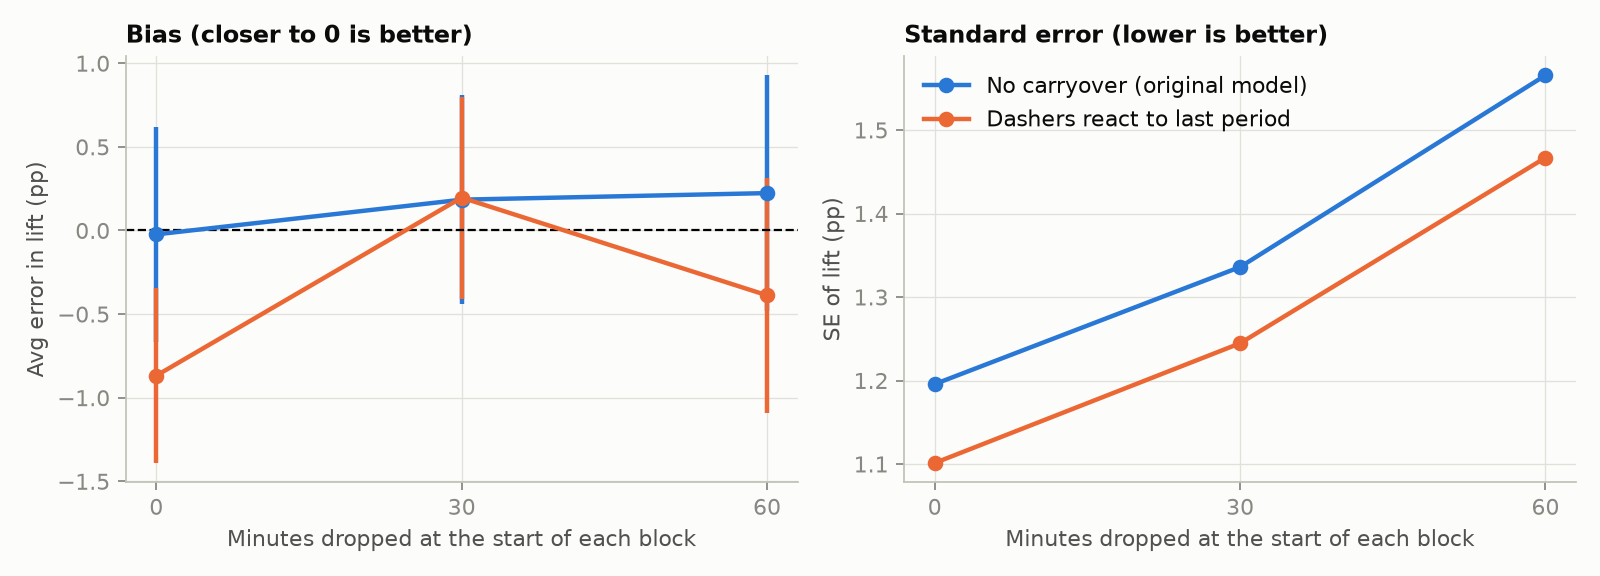 Bias (closer to 0 is better)
Avg error in lift (pp)
1.0
0.5
0.0
−0.5
−1.0
−1.5
0
30
60
Minutes dropped at the start of each block
Standard error (lower is better)
No carryover (original model)
Dashers react to last period
SE of lift (pp)
1.5
1.4
1.3
1.2
1.1
0
30
60
Minutes dropped at the start of each block